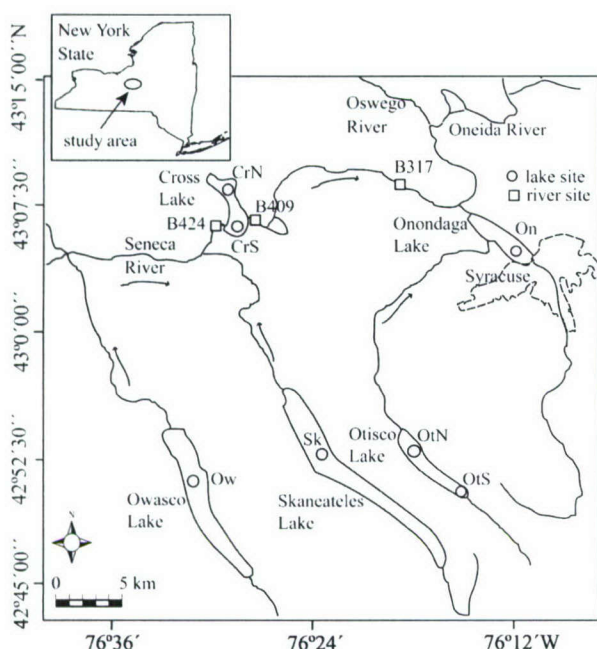 New York
State
study area
43°15´00´´N
43°07´30´´
43°0´00´´
42°52´30´´
42°45´00´´
Oswego
River
Oneida River
Cross
Lake
CrN
B317
lake site
river site
B409
B424
CrS
Onondaga
Lake
On
Seneca
River
Syracuse
Sk
Otisco
Lake
OtN
OtS
Ow
Owasco
Lake
Skaneateles
Lake
N
0 5 km
76°36´
76°24´
76°12´W